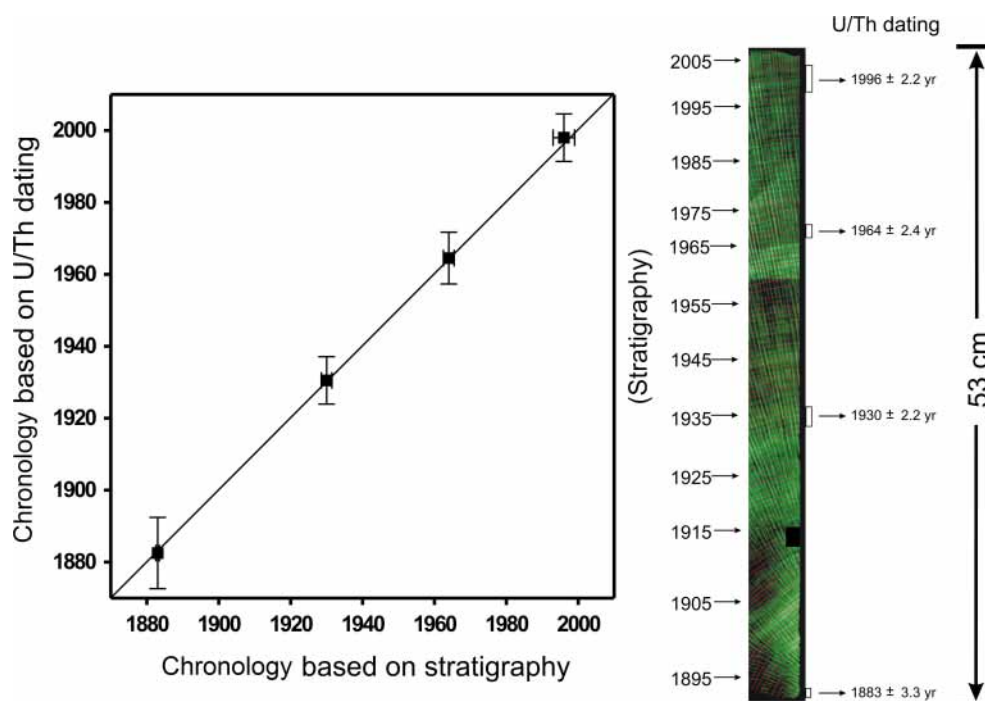 Chronology based on U/Th dating
2000
1980
1960
1940
1920
1900
1880
1880 1900 1920 1940 1960 1980 2000
Chronology based on stratigraphy
U/Th dating
(Stratigraphy)
2005
1995
1985
1975
1965
1955
1945
1935
1925
1915
1905
1895
1996 ± 2.2 yr
1964 ± 2.4 yr
1930 ± 2.2 yr
1883 ± 3.3 yr
53 cm